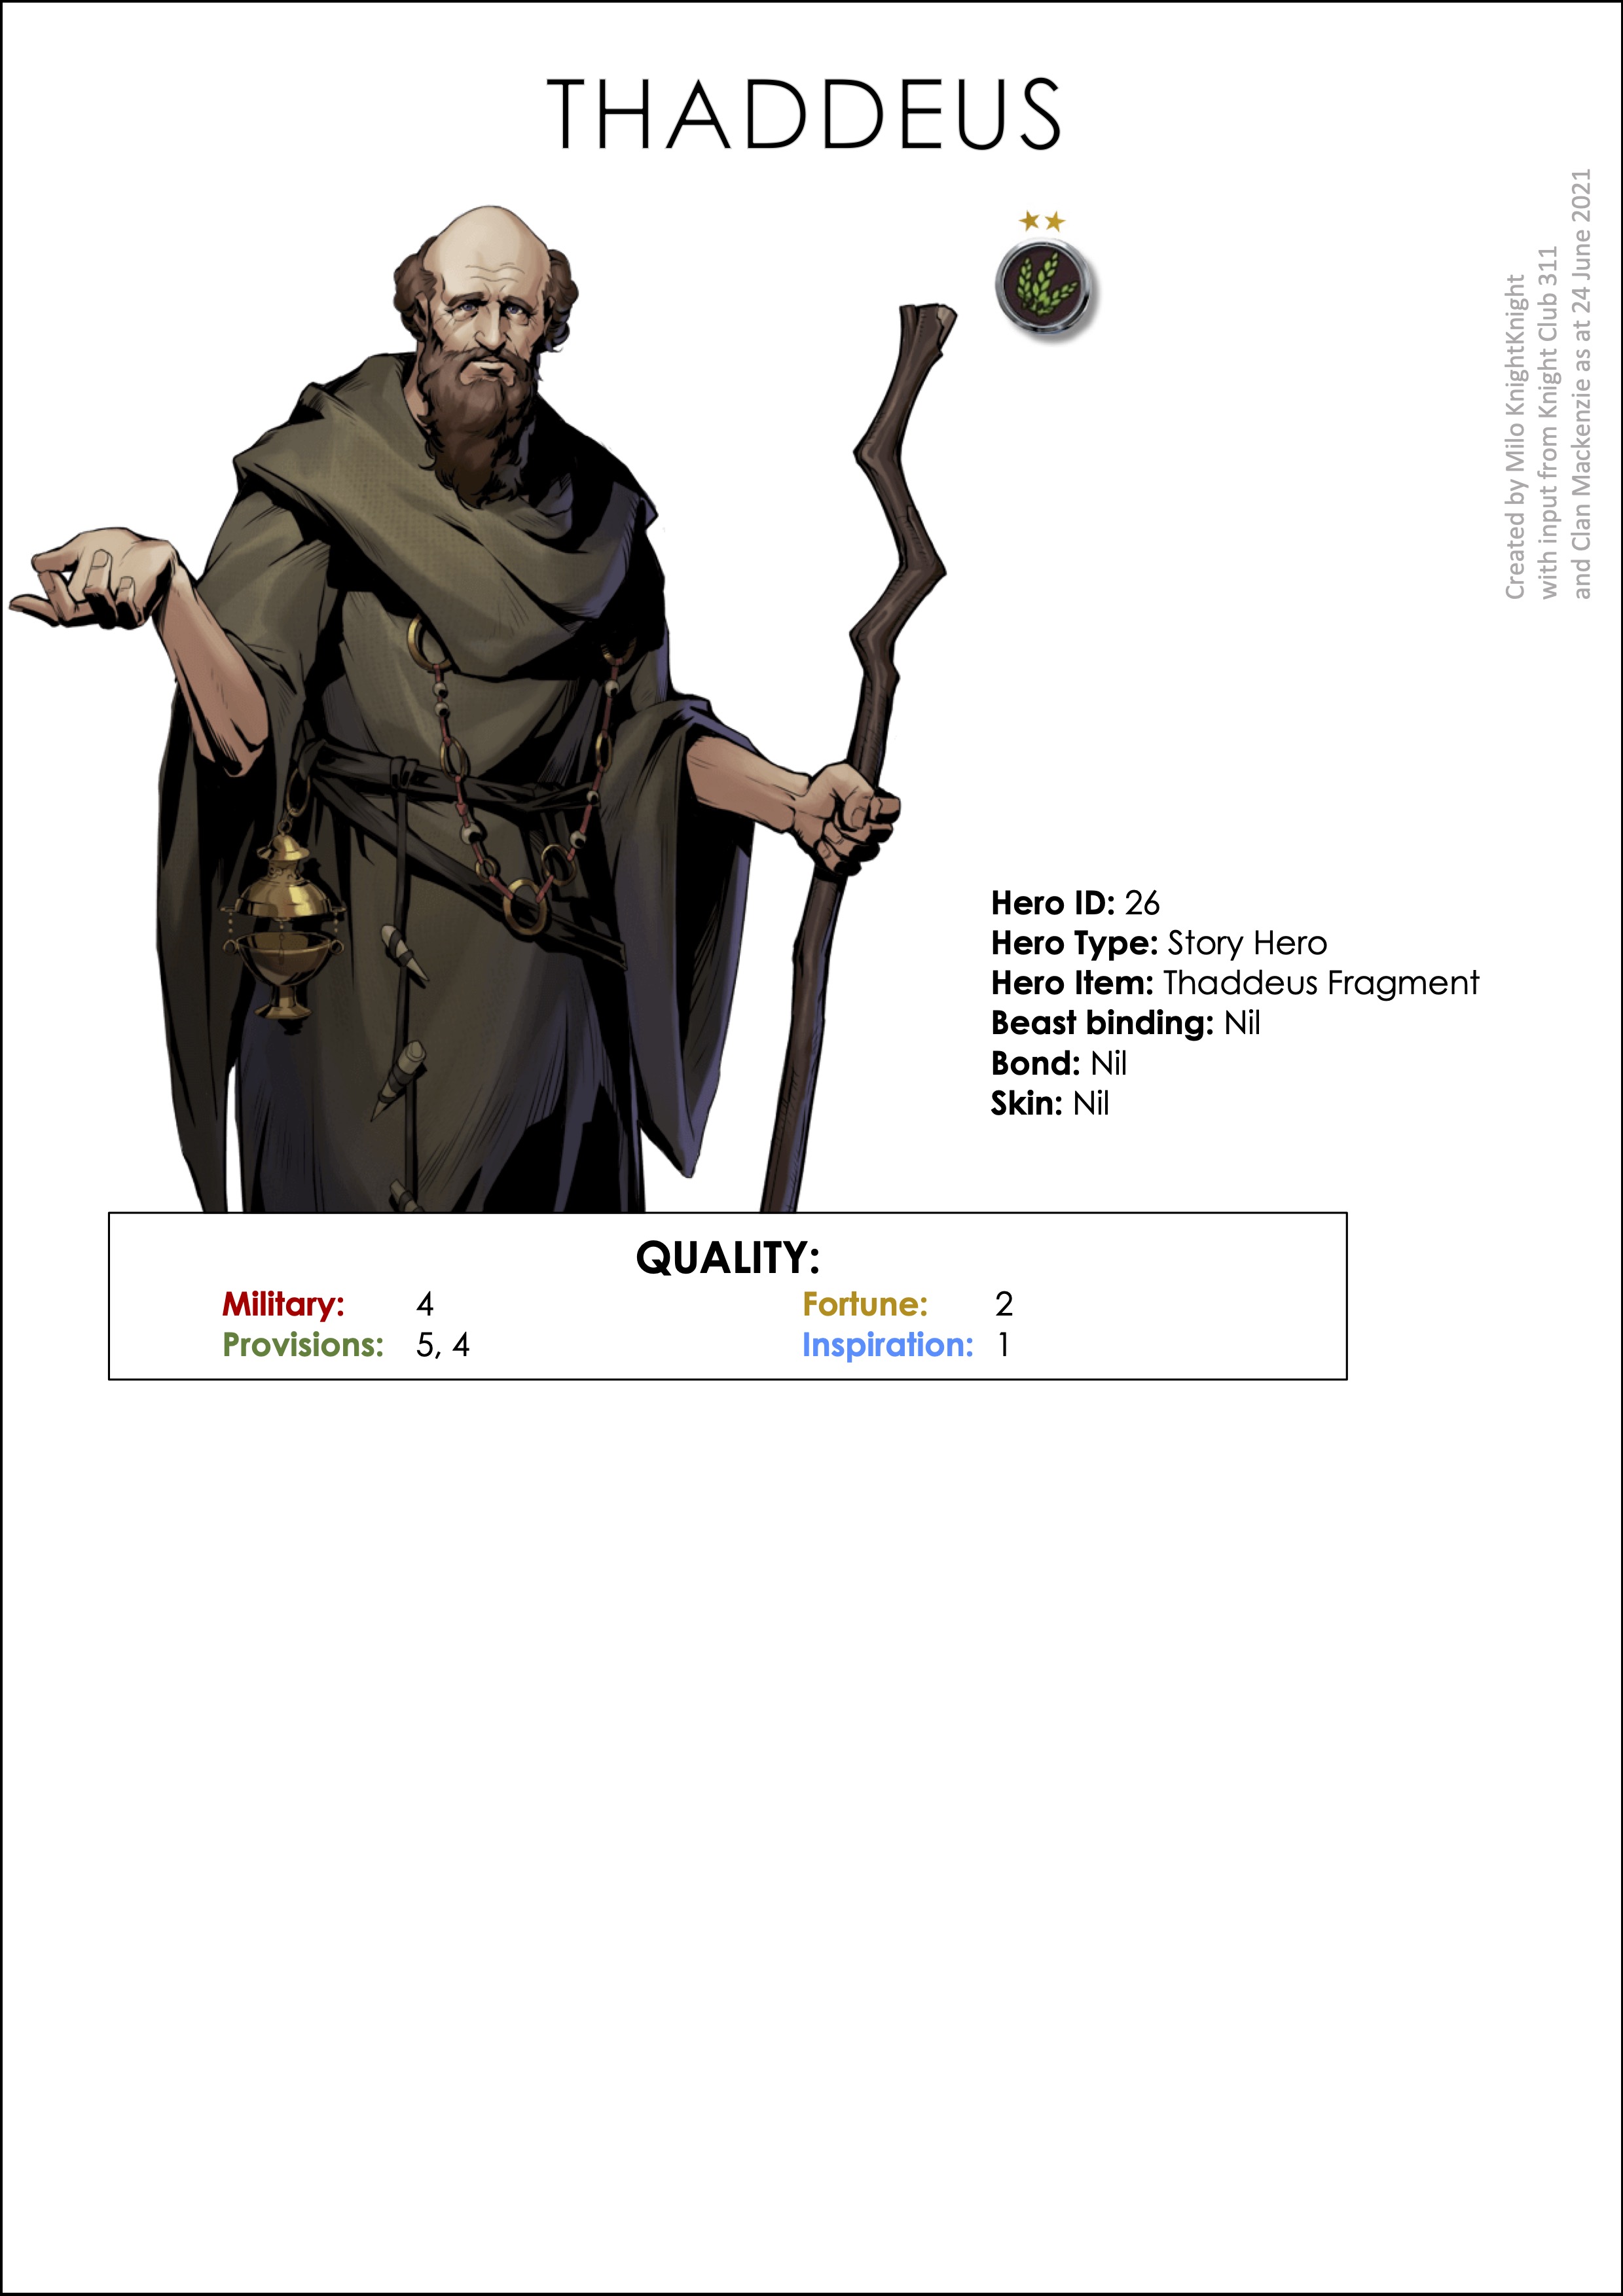 THADDEUS
Created by Milo KnightKnight
with input from Knight Club 311
and Clan Mackenzie as at 24 June 2021
Hero ID: 26
Hero Type: Story Hero
Hero Item: Thaddeus Fragment
Beast binding: Nil
Bond: Nil
Skin: Nil
QUALITY:
Military: 4 Fortune: 2
Provisions: 5, 4 Inspiration: 1